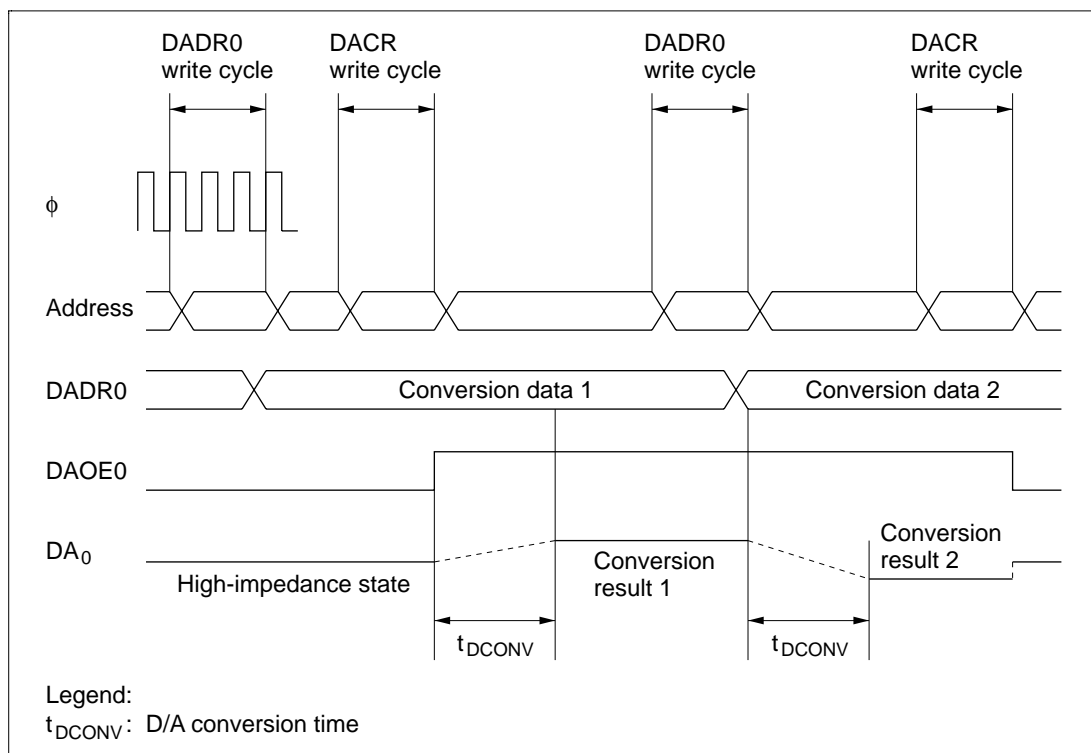 DADR0
write cycle
DACR
write cycle
DADR0
write cycle
DACR
write cycle
ϕ
Address
DADR0
Conversion data 1
Conversion data 2
DAOE0
DA0
High-impedance state
Conversion
result 1
Conversion
result 2
tDCONV
tDCONV
Legend:
tDCONV: D/A conversion time